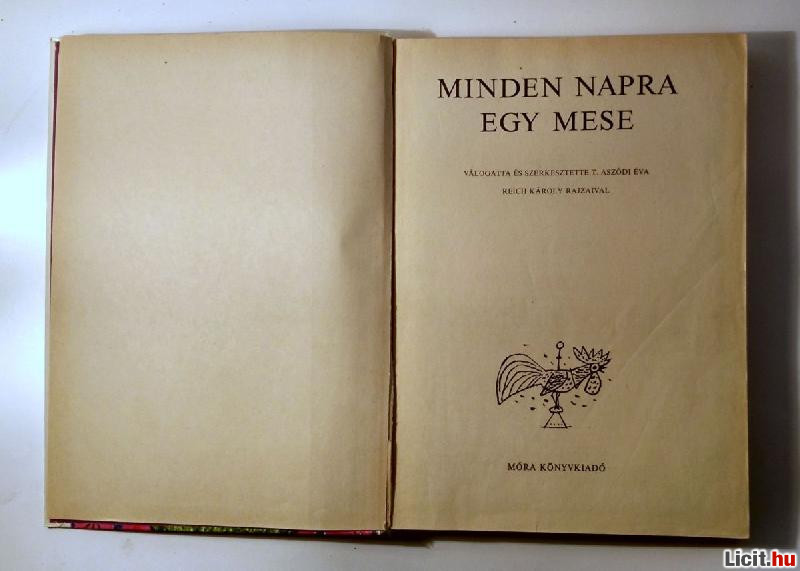 MINDEN NAPRA
EGY MESE
VÁLOGATTA ÉS SZERKESZTETTE T. ASZÓDI ÉVA
REICH KÁROLY RAJZAIVAL
MÓRA KÖNYVKIADÓ
Licit.hu